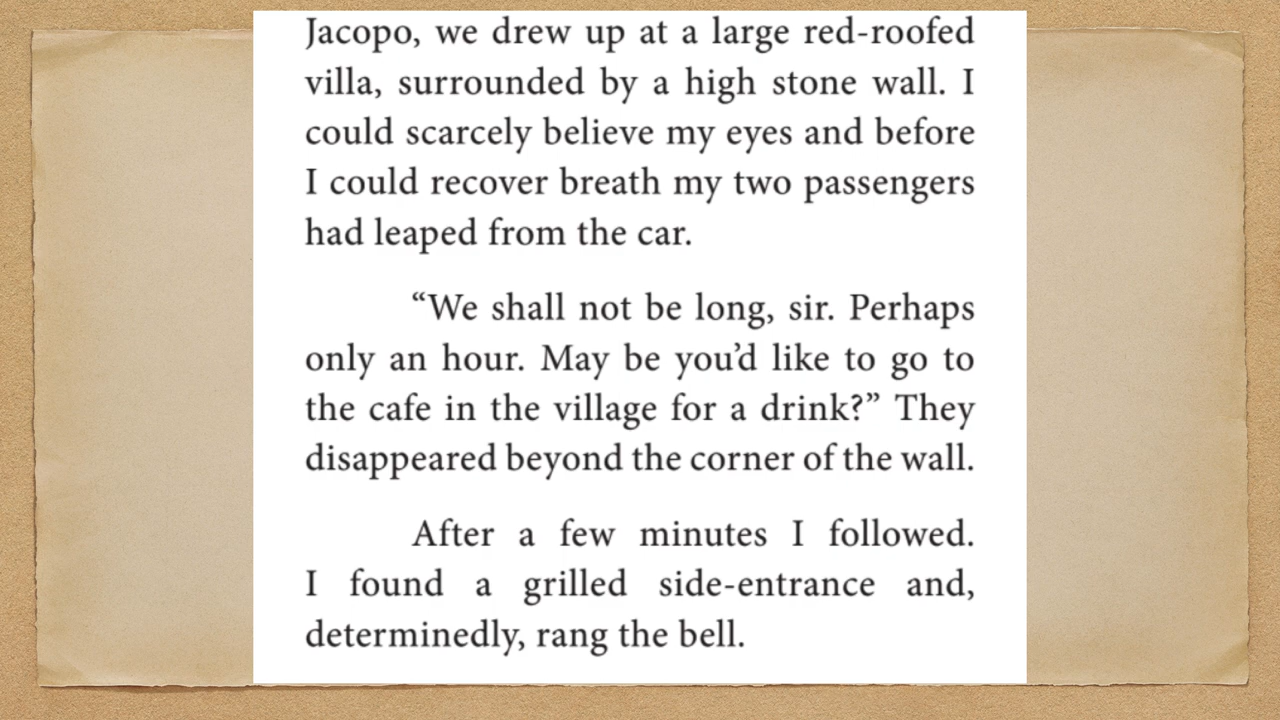 Jacopo, we drew up at a large red-roofed
villa, surrounded by a high stone wall. I
could scarcely believe my eyes and before
I could recover breath my two passengers
had leaped from the car.
“We shall not be long, sir. Perhaps
only an hour. May be you’d like to go to
the cafe in the village for a drink?” They
disappeared beyond the corner of the wall.
After a few minutes I followed.
I found a grilled side-entrance and,
determinedly, rang the bell.